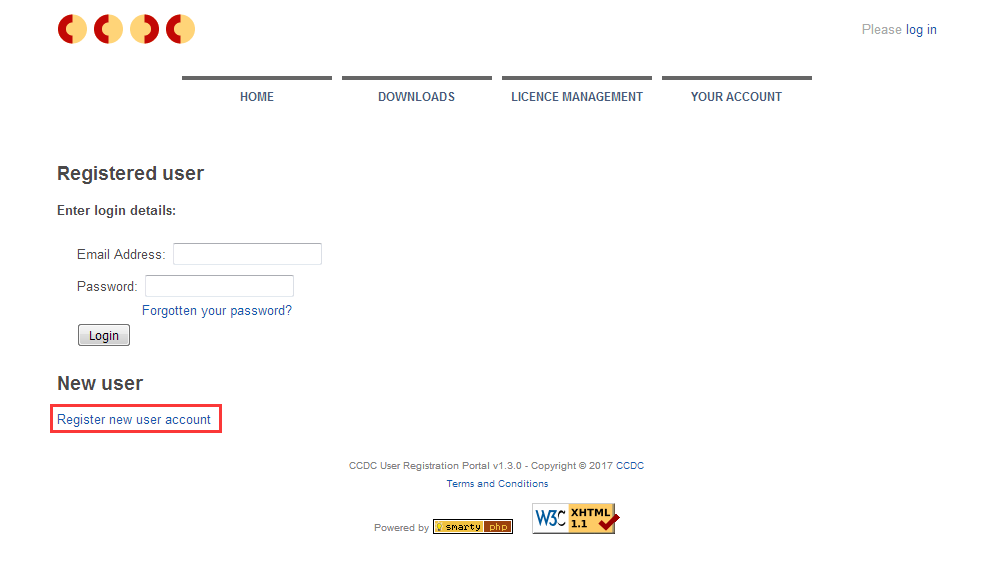 Please log in
HOME DOWNLOADS LICENCE MANAGEMENT YOUR ACCOUNT
Registered user
Enter login details:
Email Address:
Password:
Forgotten your password?
Login
New user
Register new user account
CCDC User Registration Portal v1.3.0 - Copyright © 2017 CCDC
Terms and Conditions
Powered by smarty php W3C XHTML 1.1